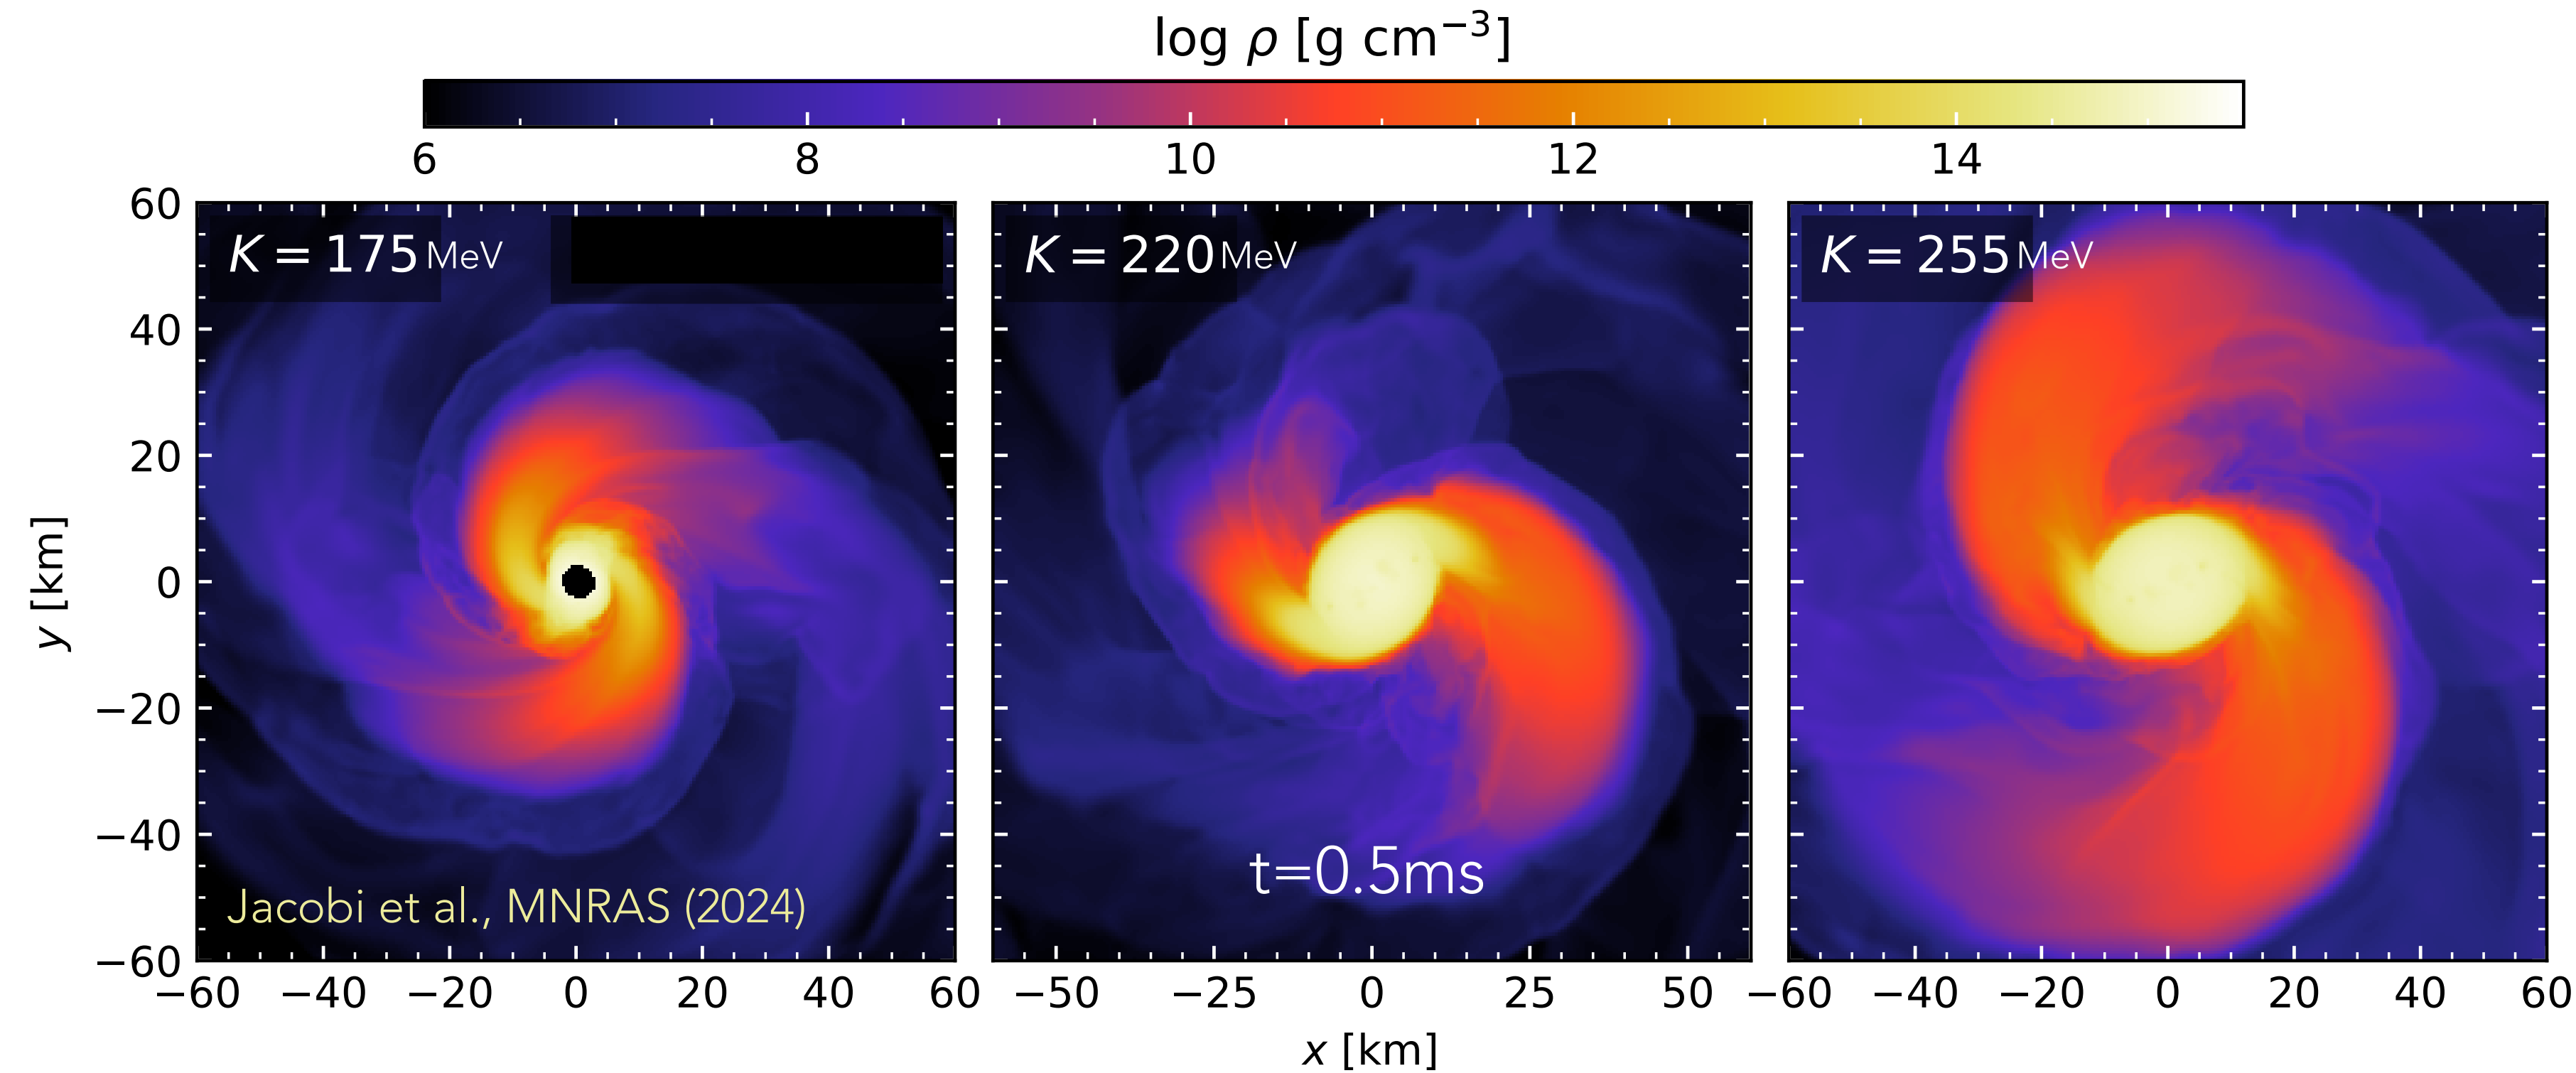 log ρ [g cm⁻³]
6 8 10 12 14
60
40
20
0
−20
−40
−60
y [km]
K = 175 MeV
K = 220 MeV
K = 255 MeV
t=0.5ms
Jacobi et al., MNRAS (2024)
−60 −40 −20 0 20 40 60
−50 −25 0 25 50
−60 −40 −20 0 20 40 60
x [km]